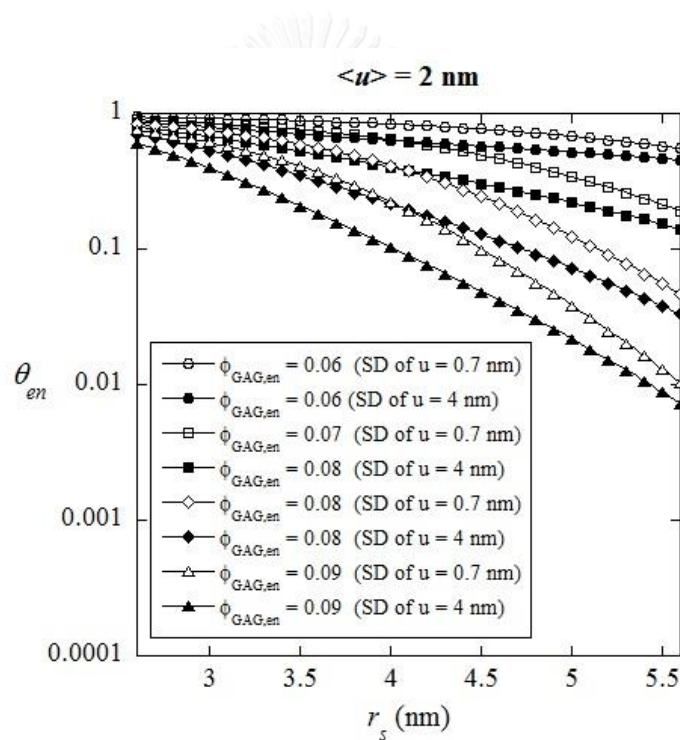 <u> = 2 nm
1
0.1
0.01
0.001
0.0001
θen
ϕGAG,en = 0.06 (SD of u = 0.7 nm)
ϕGAG,en = 0.06 (SD of u = 4 nm)
ϕGAG,en = 0.07 (SD of u = 0.7 nm)
ϕGAG,en = 0.08 (SD of u = 4 nm)
ϕGAG,en = 0.08 (SD of u = 0.7 nm)
ϕGAG,en = 0.08 (SD of u = 4 nm)
ϕGAG,en = 0.09 (SD of u = 0.7 nm)
ϕGAG,en = 0.09 (SD of u = 4 nm)
3 3.5 4 4.5 5 5.5
rs (nm)